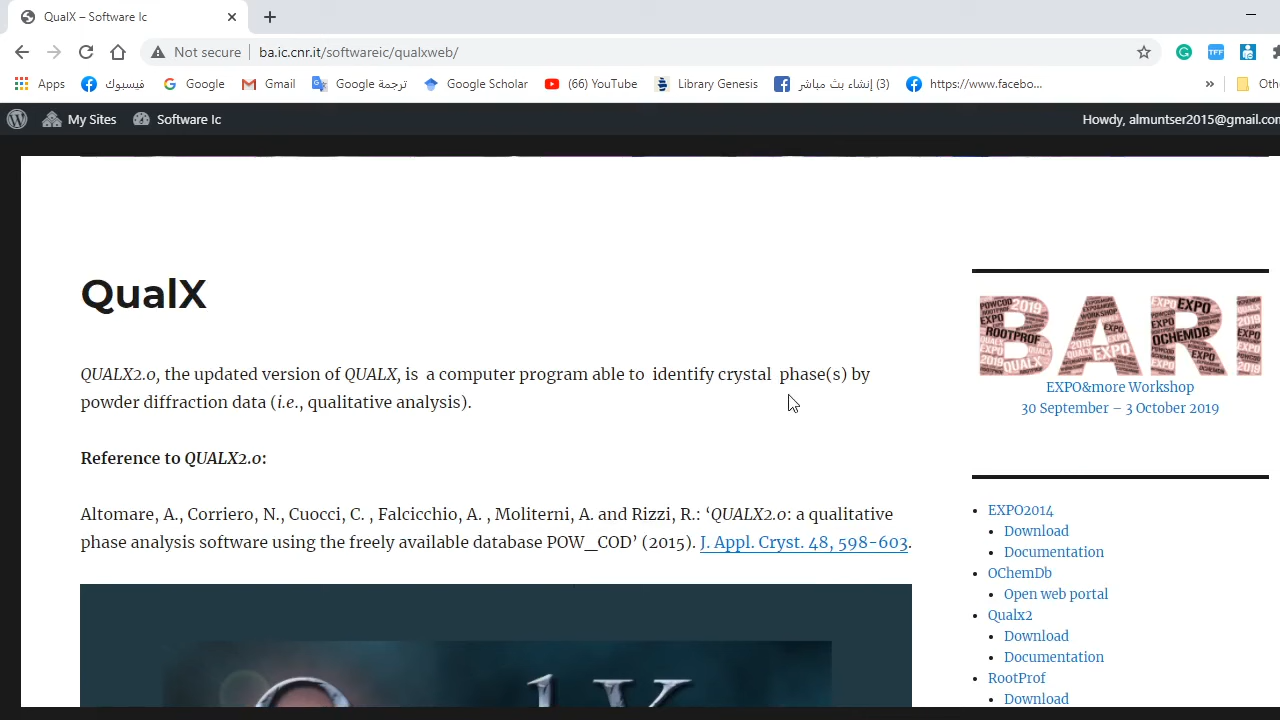 QualX – Software Ic
Not secure
ba.ic.cnr.it/softwareic/qualxweb/
TFF
Apps
فيسبوك
Google
Gmail
ترجمة Google
Google Scholar
(66) YouTube
Library Genesis
(3) إنشاء بث مباشر
https://www.facebo...
»
Oth
My Sites
Software Ic
Howdy, almuntser2015@gmail.com
QualX
QUALX2.0, the updated version of QUALX, is a computer program able to identify crystal phase(s) by
powder diffraction data (i.e., qualitative analysis).
Reference to QUALX2.0:
Altomare, A., Corriero, N., Cuocci, C. , Falcicchio, A. , Moliterni, A. and Rizzi, R.: ‘QUALX2.0: a qualitative
phase analysis software using the freely available database POW_COD’ (2015). J. Appl. Cryst. 48, 598-603.
QualX
BARI
EXPO&more Workshop
30 September – 3 October 2019
EXPO2014
Download
Documentation
OChemDb
Open web portal
Qualx2
Download
Documentation
RootProf
Download